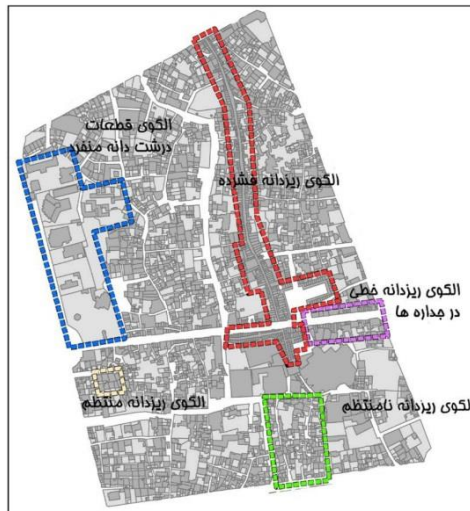 الگوی قطعات
درشت دانه منفرد
الگوی ریزدانه فشرده
الگوی ریزدانه خطی
در جداره ها
الگوی ریزدانه منتظم
الگوی ریزدانه نامنتظم